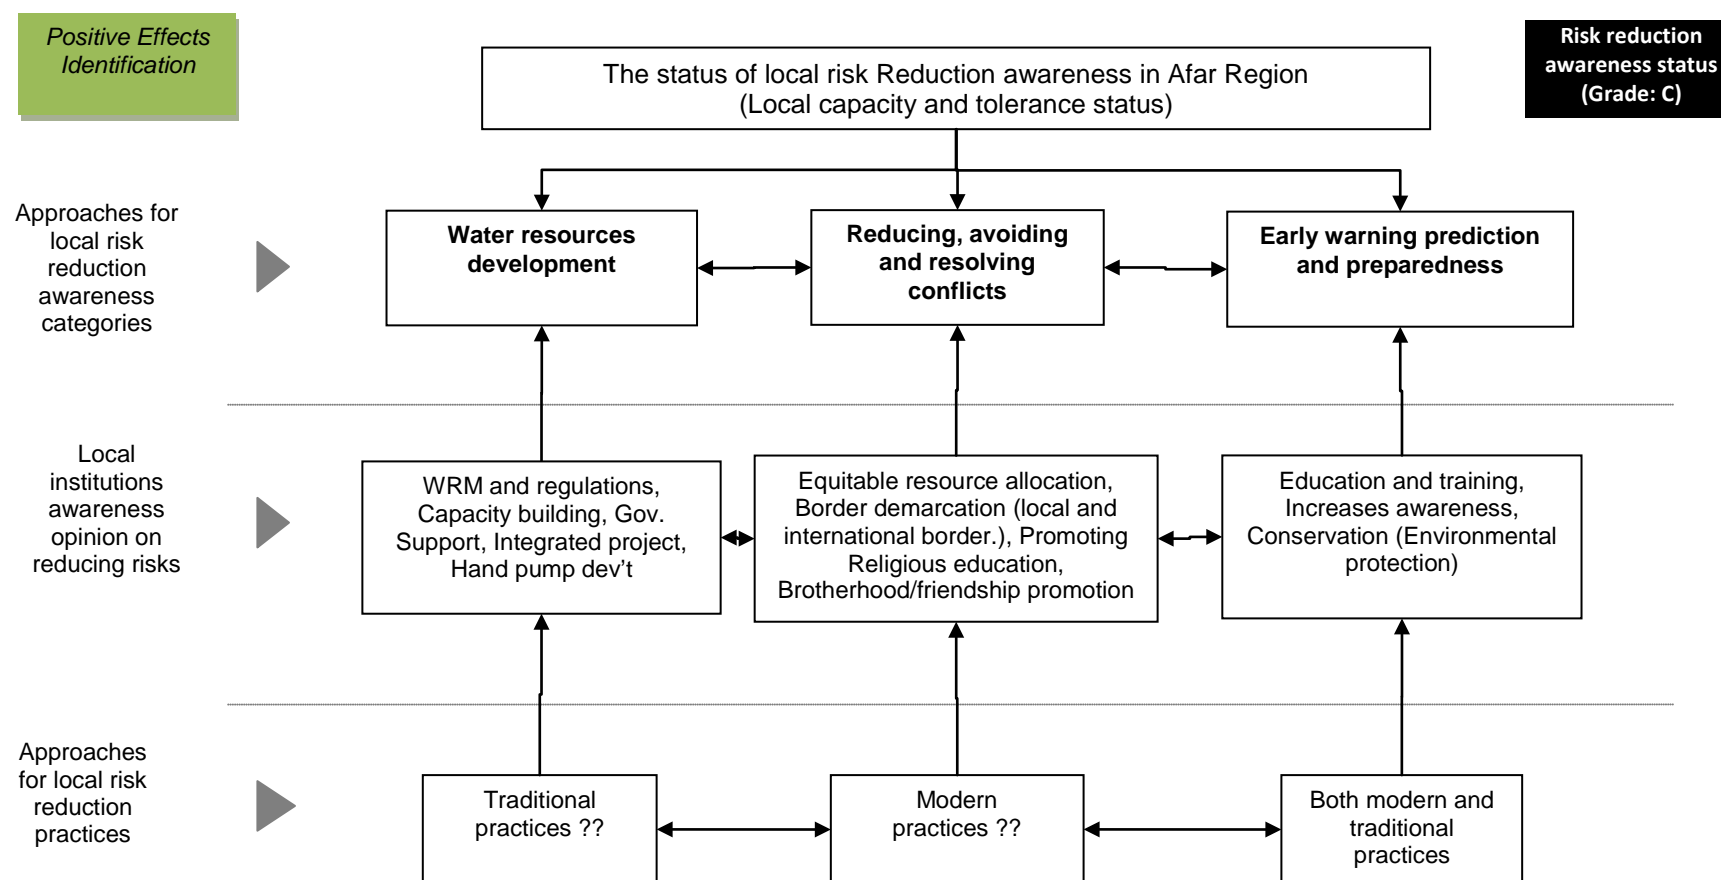 Positive Effects
Identification
The status of local risk Reduction awareness in Afar Region
(Local capacity and tolerance status)
Risk reduction
awareness status
(Grade: C)
Approaches for
local risk
reduction
awareness
categories
Water resources
development
Reducing, avoiding
and resolving
conflicts
Early warning prediction
and preparedness
Local
institutions
awareness
opinion on
reducing risks
WRM and regulations,
Capacity building, Gov.
Support, Integrated project,
Hand pump dev’t
Equitable resource allocation,
Border demarcation (local and
international border.), Promoting
Religious education,
Brotherhood/friendship promotion
Education and training,
Increases awareness,
Conservation (Environmental
protection)
Approaches
for local risk
reduction
practices
Traditional
practices ??
Modern
practices ??
Both modern and
traditional
practices